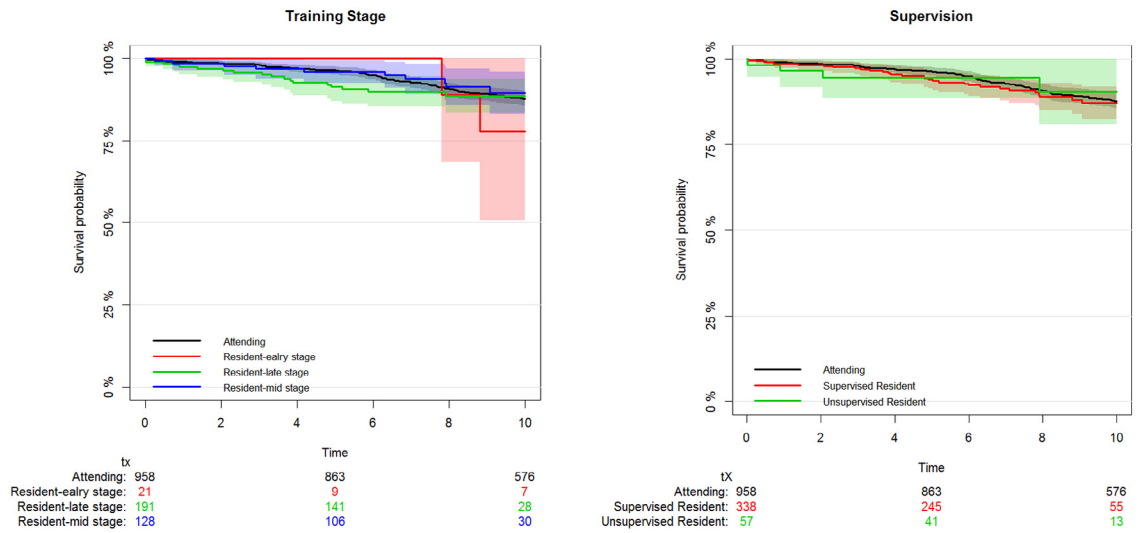 Training Stage
Survival probability
100 %
75 %
50 %
25 %
0 %
Attending
Resident-ealry stage
Resident-late stage
Resident-mid stage
0 2 4 6 8 10
Time
tx
Attending: 958 863 576
Resident-ealry stage: 21 9 7
Resident-late stage: 191 141 28
Resident-mid stage: 128 106 30
Supervision
Survival probability
100 %
75 %
50 %
25 %
0 %
Attending
Supervised Resident
Unsupervised Resident
0 2 4 6 8 10
Time
tX
Attending: 958 863 576
Supervised Resident: 338 245 55
Unsupervised Resident: 57 41 13